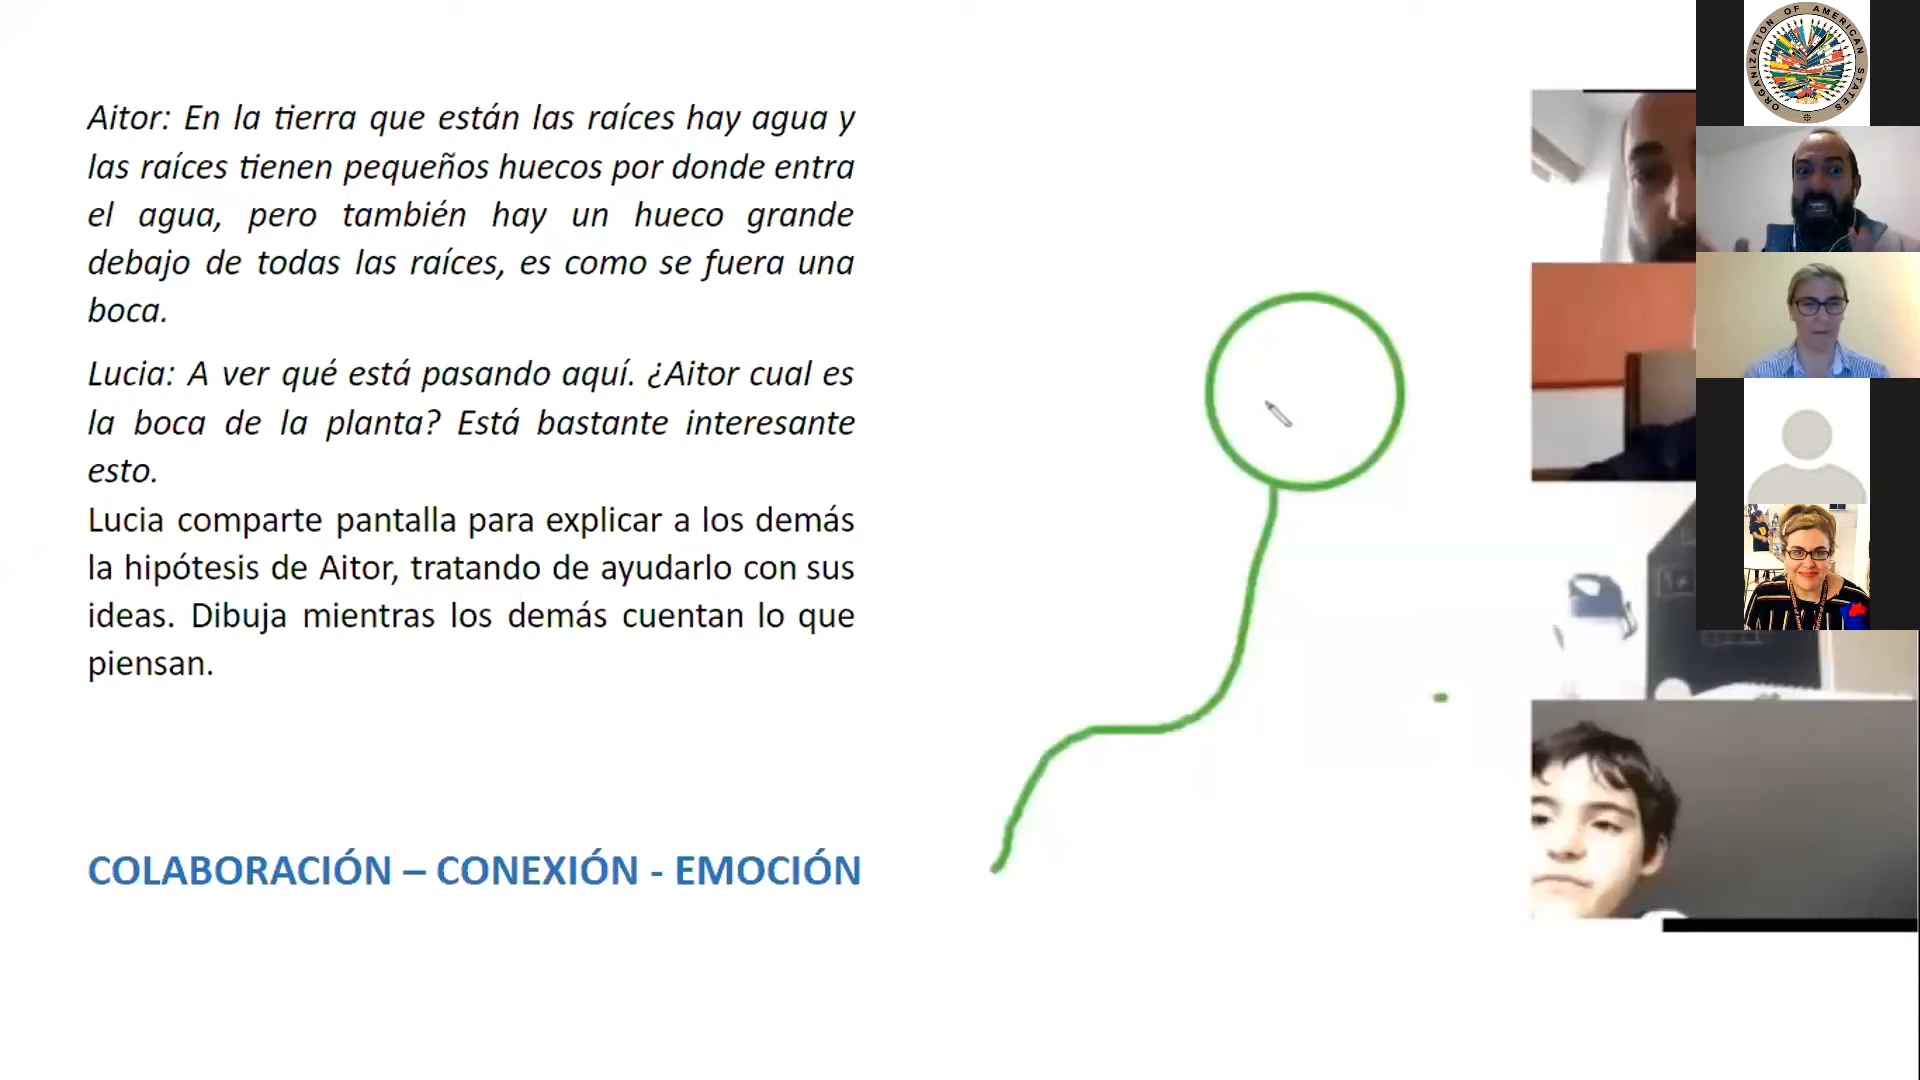 Aitor: En la tierra que están las raíces hay agua y
las raíces tienen pequeños huecos por donde entra
el agua, pero también hay un hueco grande
debajo de todas las raíces, es como se fuera una
boca.
Lucia: A ver qué está pasando aquí. ¿Aitor cual es
la boca de la planta? Está bastante interesante
esto.
Lucia comparte pantalla para explicar a los demás
la hipótesis de Aitor, tratando de ayudarlo con sus
ideas. Dibuja mientras los demás cuentan lo que
piensan.
COLABORACIÓN – CONEXIÓN - EMOCIÓN
ORGANIZATION OF AMERICAN STATES